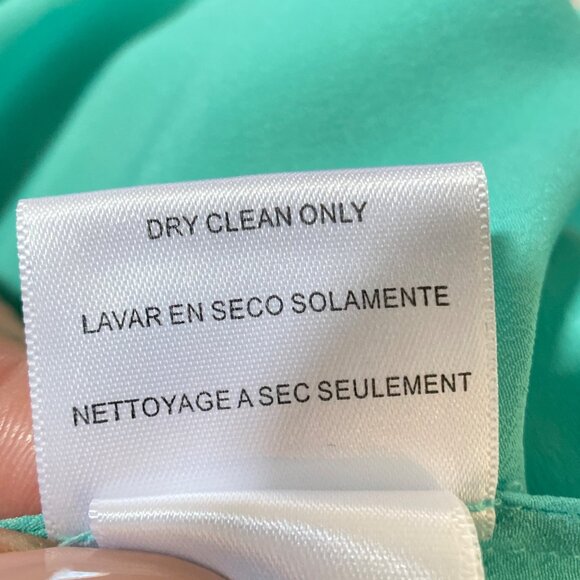 DRY CLEAN ONLY
LAVAR EN SECO SOLAMENTE
NETTOYAGE A SEC SEULEMENT